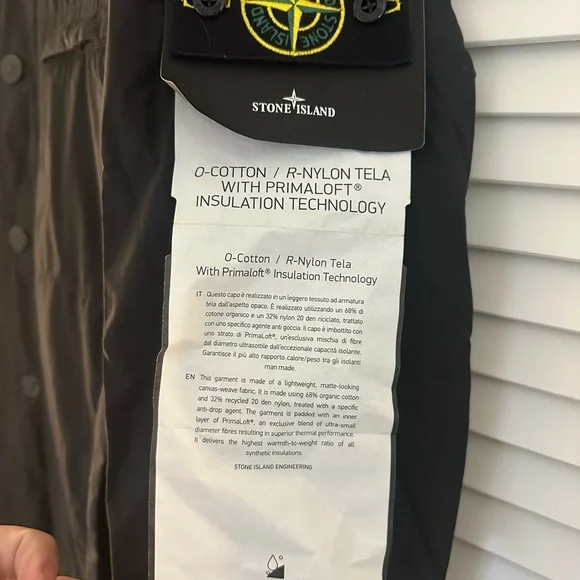 STONE
ISLAND
STONE ISLAND
O-COTTON / R-NYLON TELA
WITH PRIMALOFT®
INSULATION TECHNOLOGY
O-Cotton / R-Nylon Tela
With Primaloft® Insulation Technology
IT Questo capo è realizzato in un leggero tessuto ad armatura
tela dall'aspetto opaco. È realizzato utilizzando un 68% di
cotone organico e un 32% nylon 20 den riciclato, trattato
con uno specifico agente anti goccia. Il capo è imbottito con
uno strato di PrimaLoft®, un'esclusiva mischia di fibre
dal diametro ultrasottile dall'eccezionale capacità isolante.
Garantisce il più alto rapporto calore/peso tra gli isolanti
man made.
EN This garment is made of a lightweight, matte-looking
canvas-weave fabric. It is made using 68% organic cotton
and 32% recycled 20 den nylon, treated with a specific
anti-drop agent. The garment is padded with an inner
layer of PrimaLoft®, an exclusive blend of ultra-small
diameter fibres resulting in superior thermal performance.
It delivers the highest warmth-to-weight ratio of all
synthetic insulations.
STONE ISLAND ENGINEERING